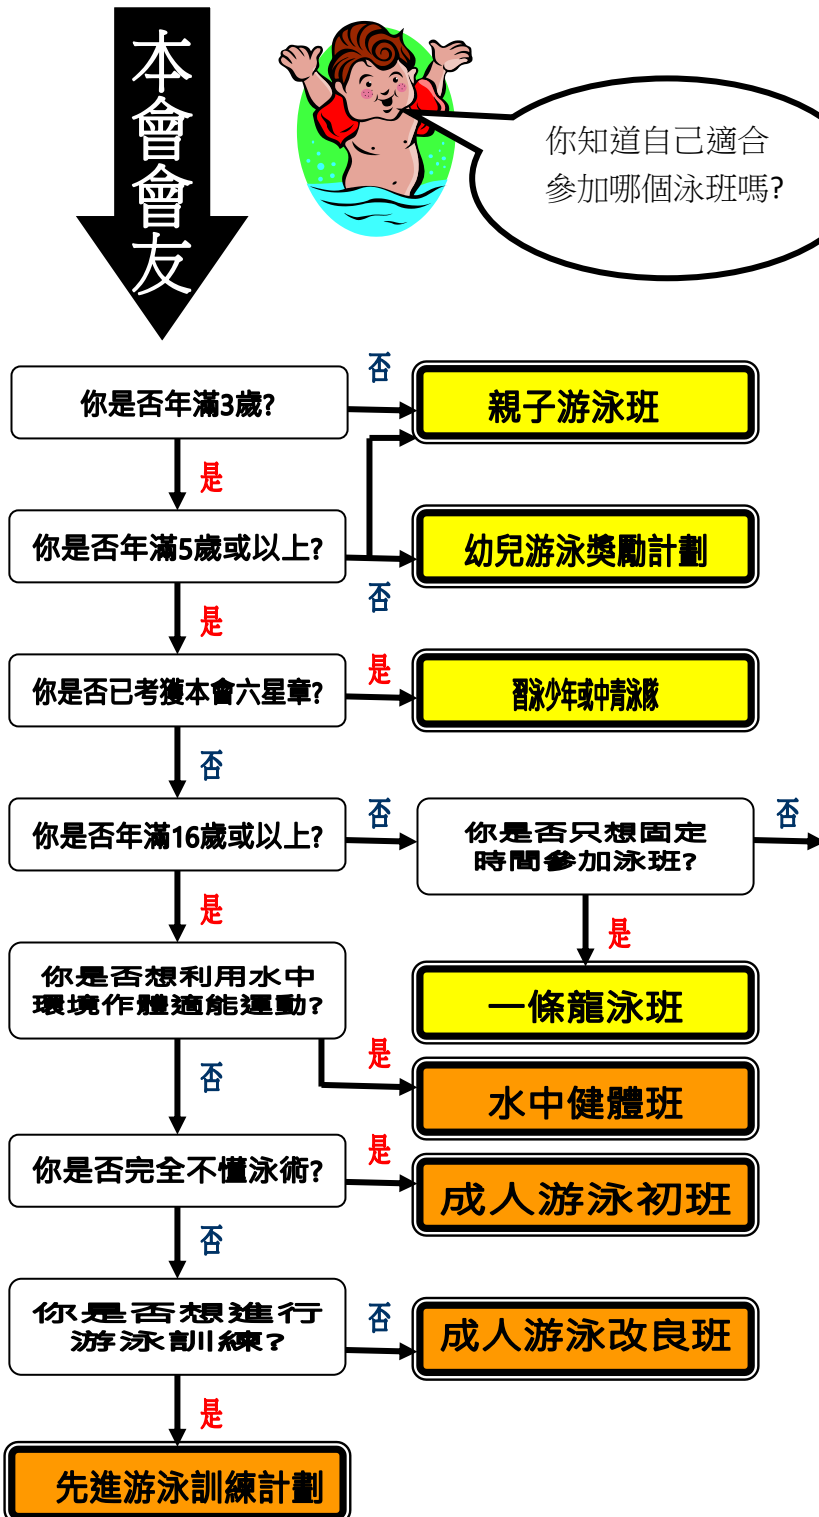 本會會友
你知道自己適合
參加哪個泳班嗎?
否
你是否年滿3歲?
親子游泳班
是
你是否年滿5歲或以上?
幼兒游泳獎勵計劃
否
是
你是否已考獲本會六星章?
是
習泳少年或中青泳隊
否
你是否年滿16歲或以上?
否
你是否只想固定
時間參加泳班?
否
是
是
你是否想利用水中
環境作體適能運動?
一條龍泳班
是
否
水中健體班
你是否完全不懂泳術?
是
成人游泳初班
否
你是否想進行
游泳訓練?
否
成人游泳改良班
是
先進游泳訓練計劃